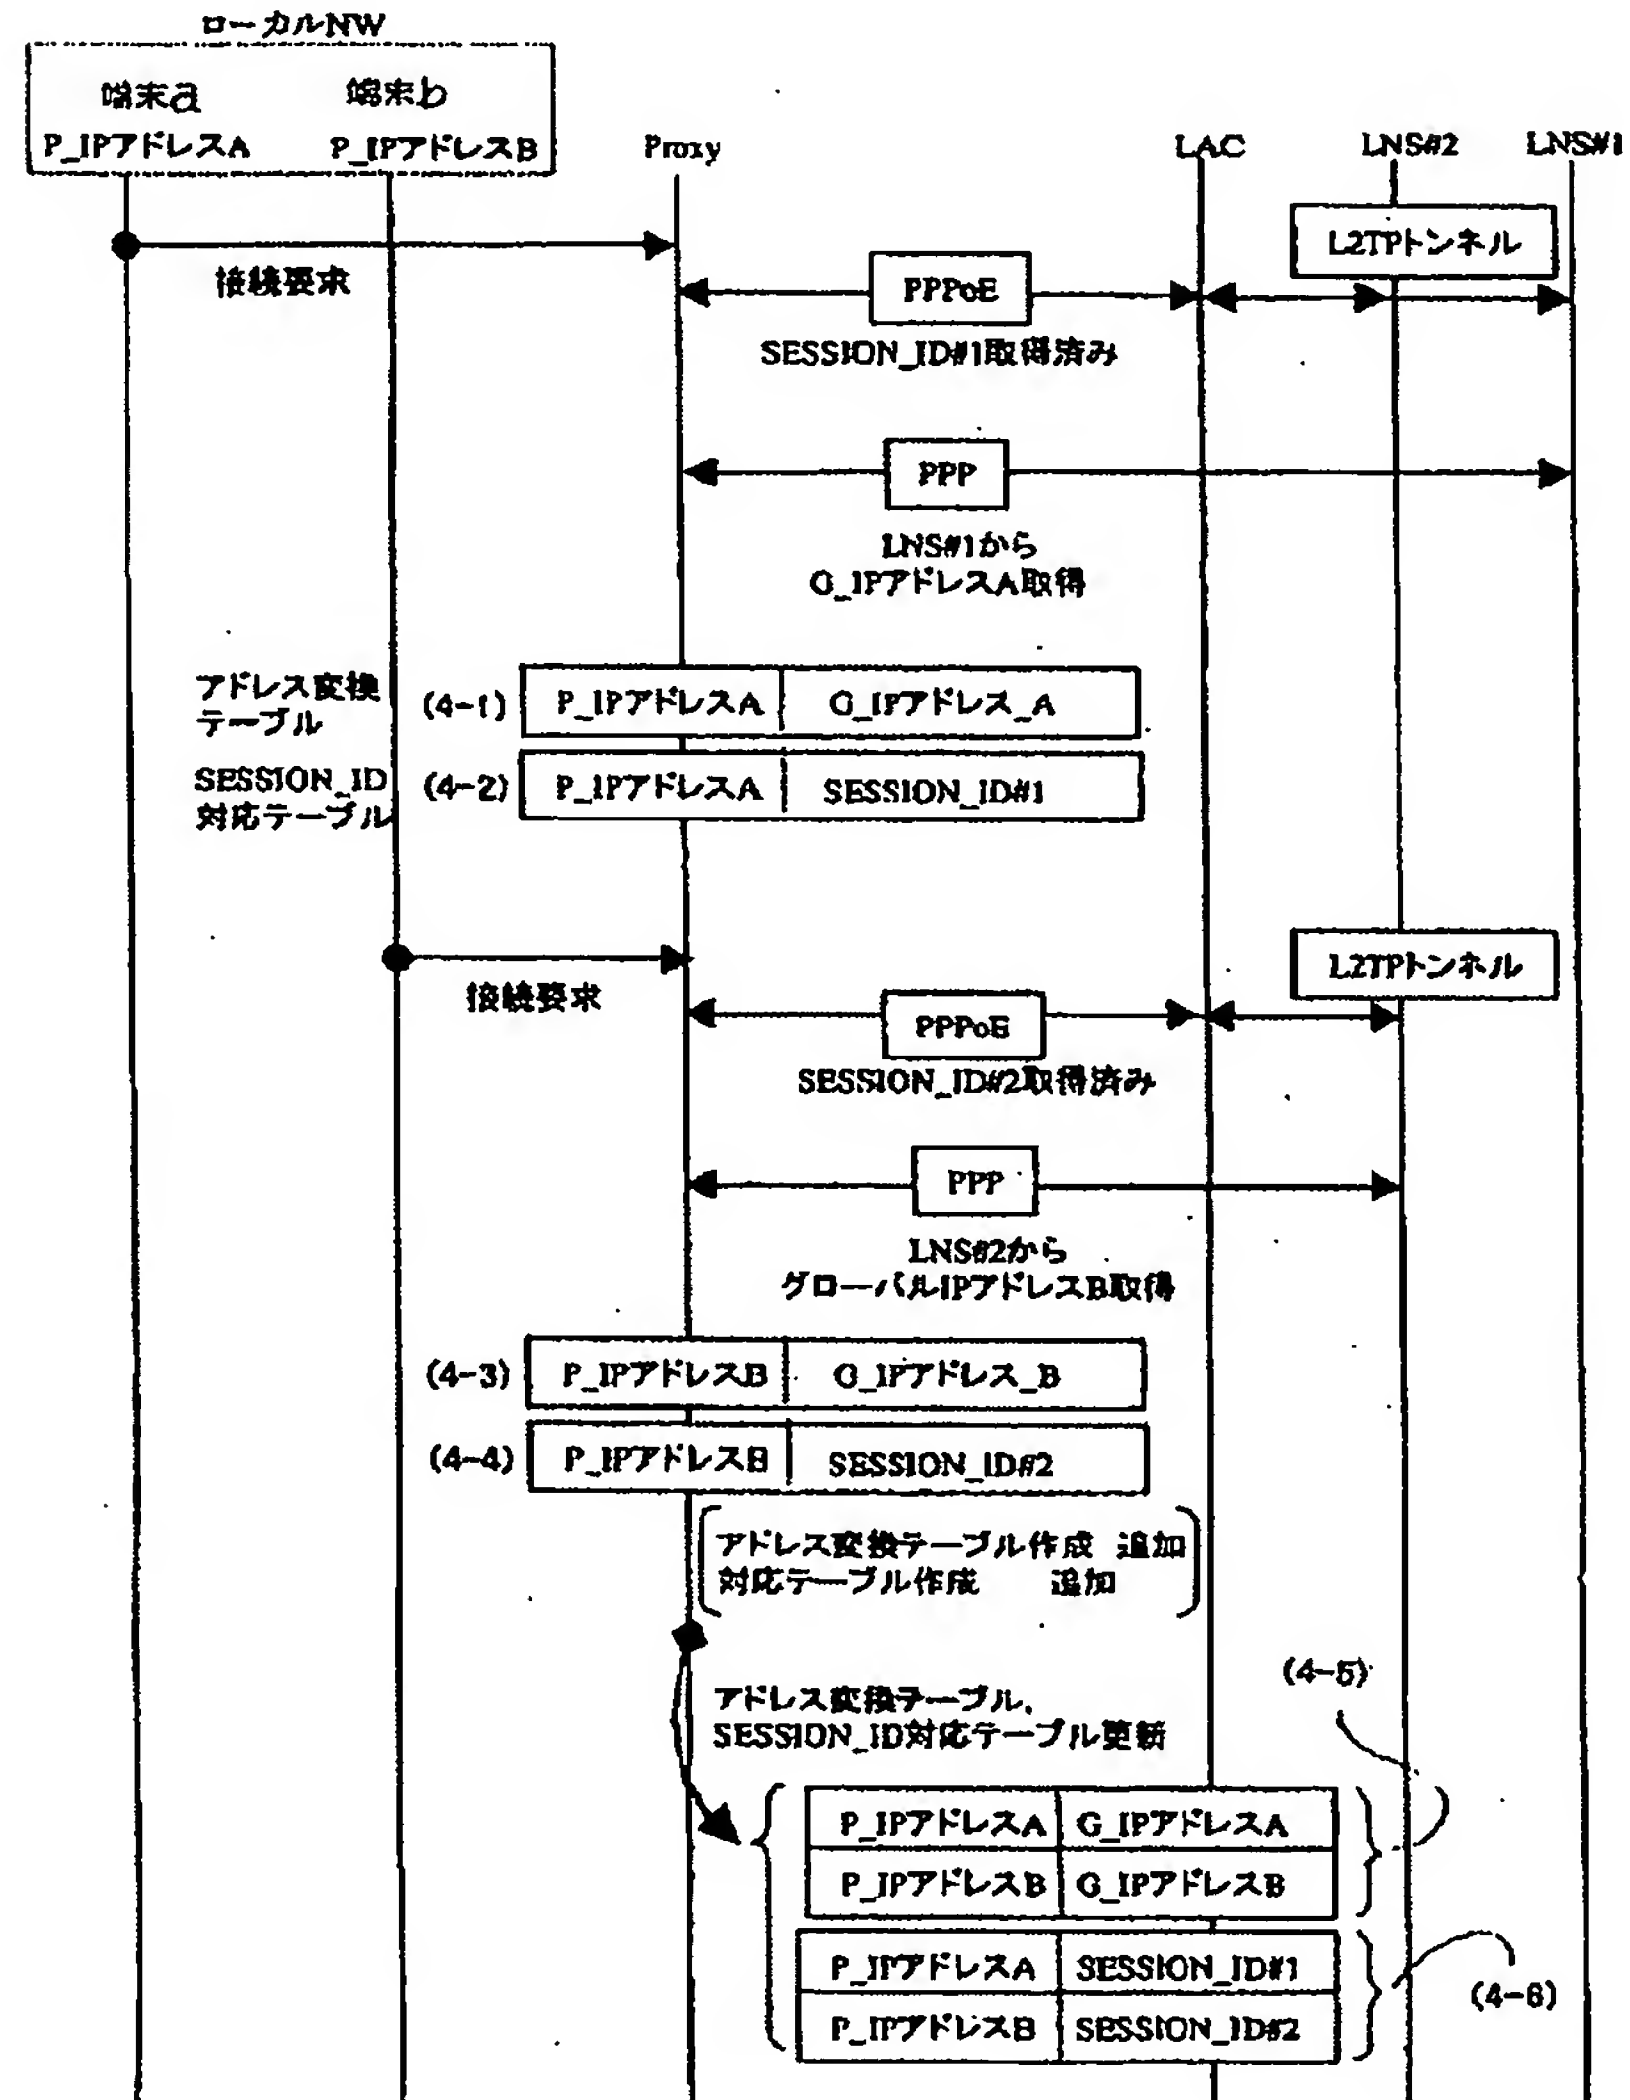 ローカルNW
端末a
端末b
P_IPアドレスA
P_IPアドレスB
Proxy
LAC
LNS#2
LNS#1
L2TPトンネル
接続要求
PPPoE
SESSION_ID#1取得済み
PPP
LNS#1から
G_IPアドレスA取得
アドレス変換
テーブル
(4-1)
P_IPアドレスA
G_IPアドレス_A
SESSION_ID
対応テーブル
(4-2)
P_IPアドレスA
SESSION_ID#1
L2TPトンネル
接続要求
PPPoE
SESSION_ID#2取得済み
PPP
LNS#2から
グローバルIPアドレスB取得
(4-3)
P_IPアドレスB
G_IPアドレス_B
(4-4)
P_IPアドレスB
SESSION_ID#2
アドレス変換テーブル作成 追加
対応テーブル作成 追加
(4-5)
アドレス変換テーブル,
SESSION_ID対応テーブル更新
P_IPアドレスA
G_IPアドレスA
P_IPアドレスB
G_IPアドレスB
P_IPアドレスA
SESSION_ID#1
(4-6)
P_IPアドレスB
SESSION_ID#2